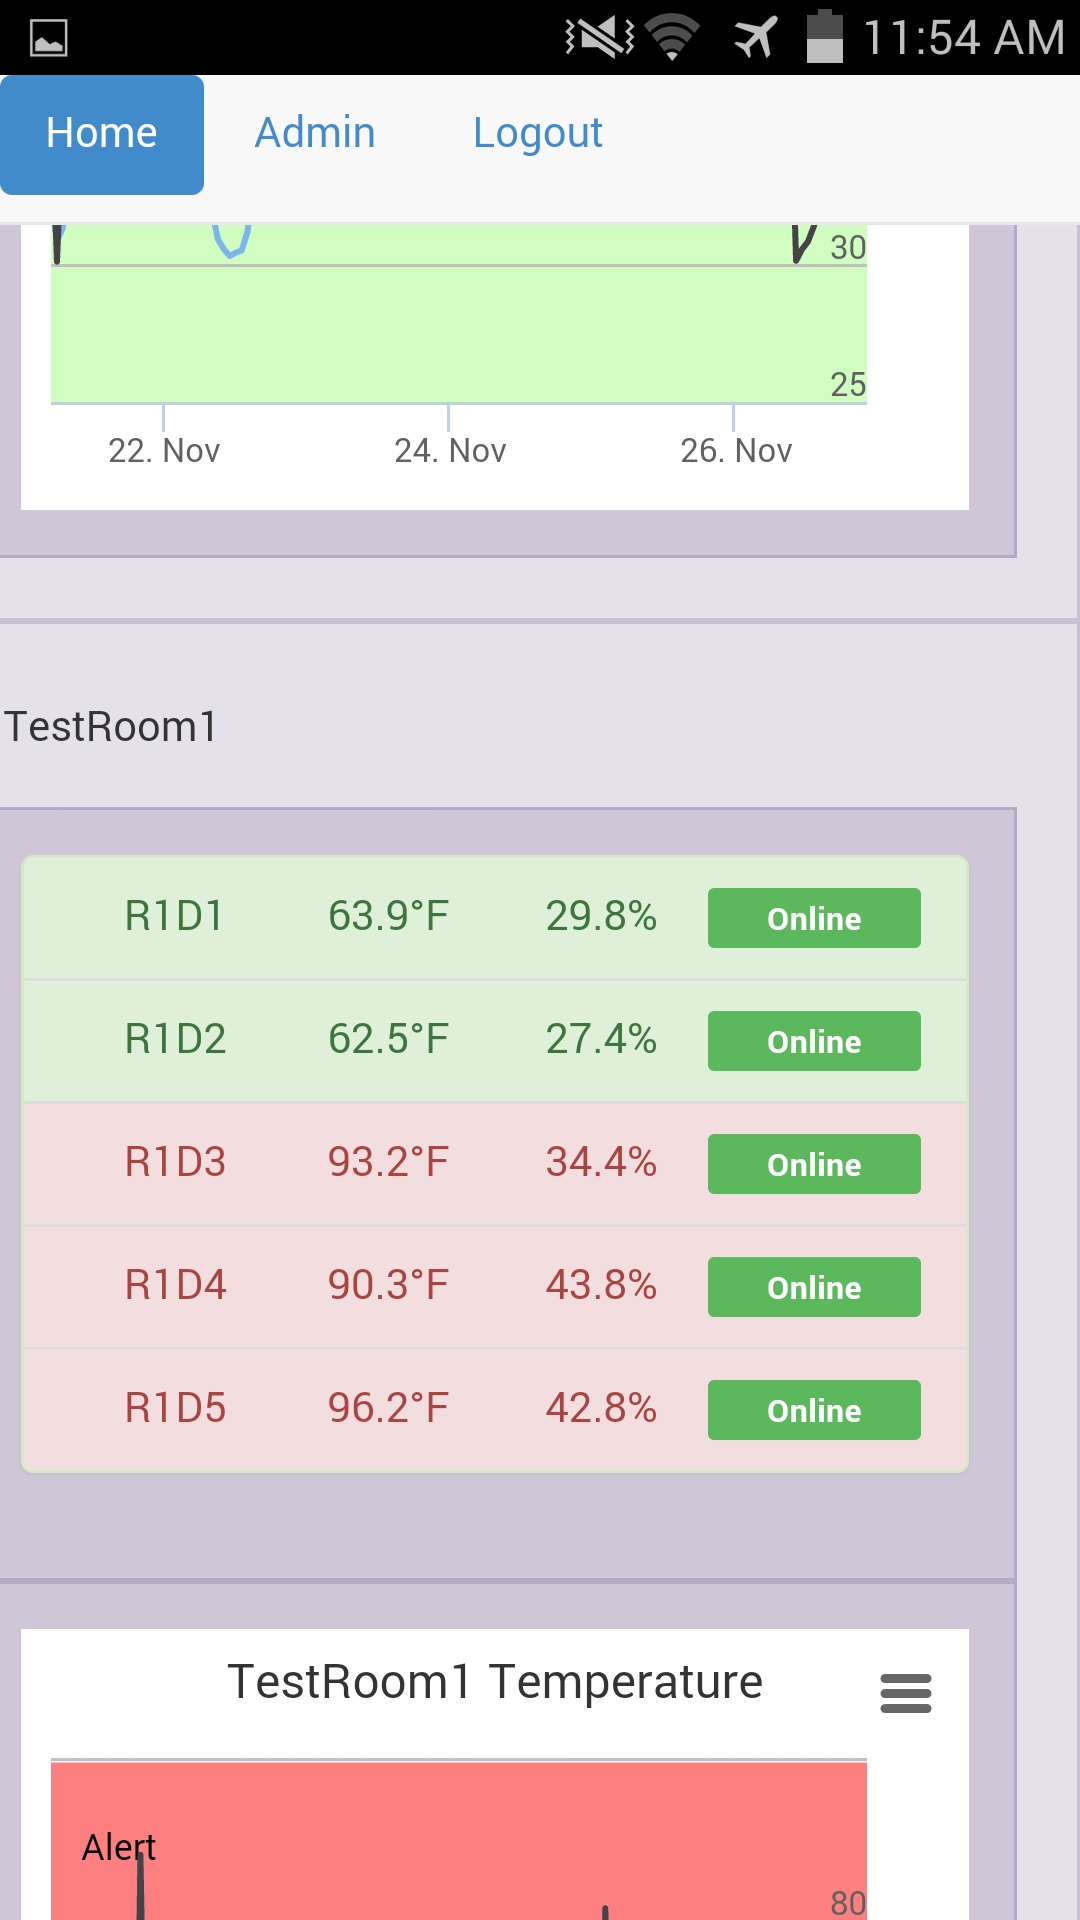 11:54 AM
Home Admin Logout
30
25
22. Nov 24. Nov 26. Nov
TestRoom1
R1D1 63.9°F 29.8% Online
R1D2 62.5°F 27.4% Online
R1D3 93.2°F 34.4% Online
R1D4 90.3°F 43.8% Online
R1D5 96.2°F 42.8% Online
TestRoom1 Temperature
Alert
80